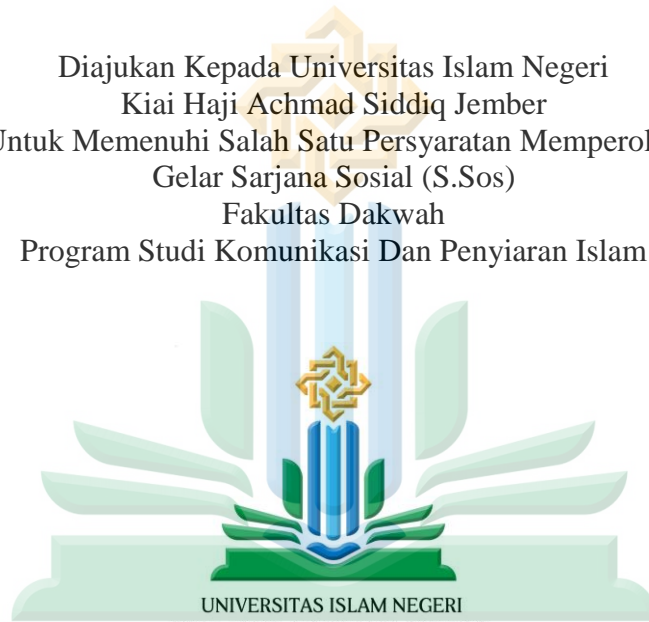 Diajukan Kepada Universitas Islam Negeri
Kiai Haji Achmad Siddiq Jember
Untuk Memenuhi Salah Satu Persyaratan Memperol
Gelar Sarjana Sosial (S.Sos)
Fakultas Dakwah
Program Studi Komunikasi Dan Penyiaran Islam
UNIVERSITAS ISLAM NEGERI